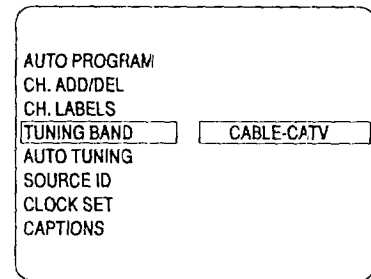 AUTO PROGRAM
CH. ADD/DEL
CH. LABELS
TUNING BAND CABLE-CATV
AUTO TUNING
SOURCE ID
CLOCK SET
CAPTIONS